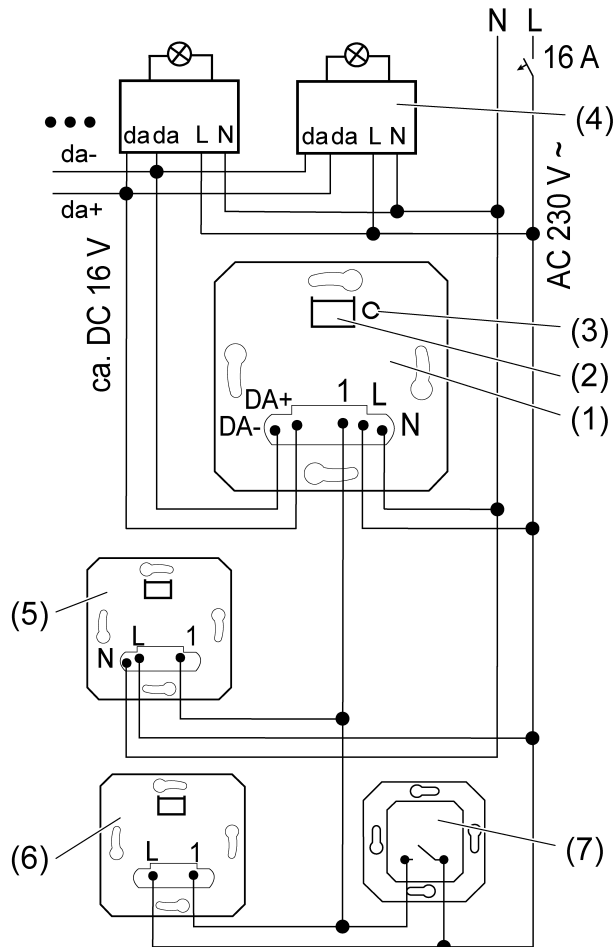 N L
16 A
(4)
da da L N
da da L N
da-
da+
ca. DC 16 V
AC 230 V ~
(3)
(2)
(1)
DA+ 1 L
DA- N
(5)
L 1
N
(6)
L 1
(7)